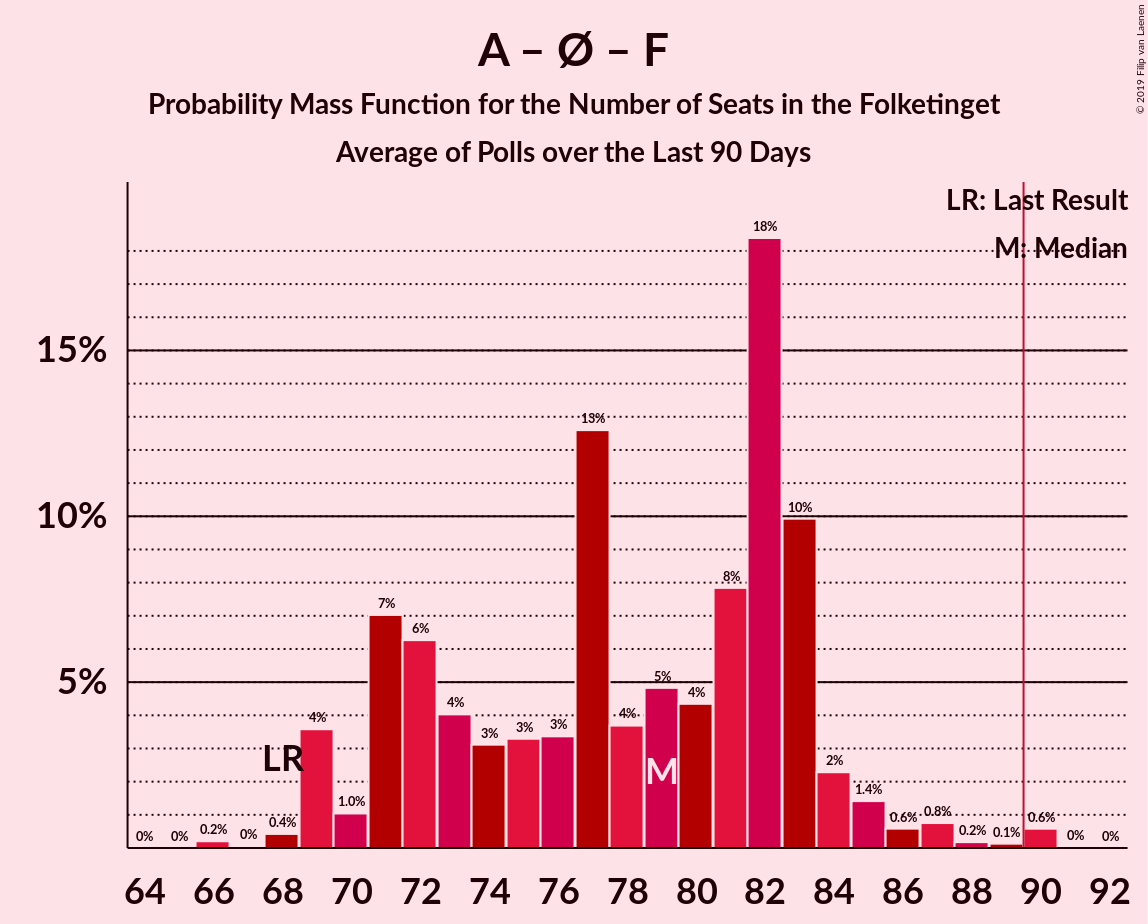 A – Ø – F
Probability Mass Function for the Number of Seats in the Folketinget
Average of Polls over the Last 90 Days
© 2019 Filip van Laenen
LR: Last Result
M: Median
15%
10%
5%
0% 0% 0.2% 0% 0.4% 4% 1.0% 7% 6% 4% 3% 3% 3% 13% 4% 5% 4% 8% 18% 10% 2% 1.4% 0.6% 0.8% 0.2% 0.1% 0.6% 0% 0%
LR
M
64 66 68 70 72 74 76 78 80 82 84 86 88 90 92